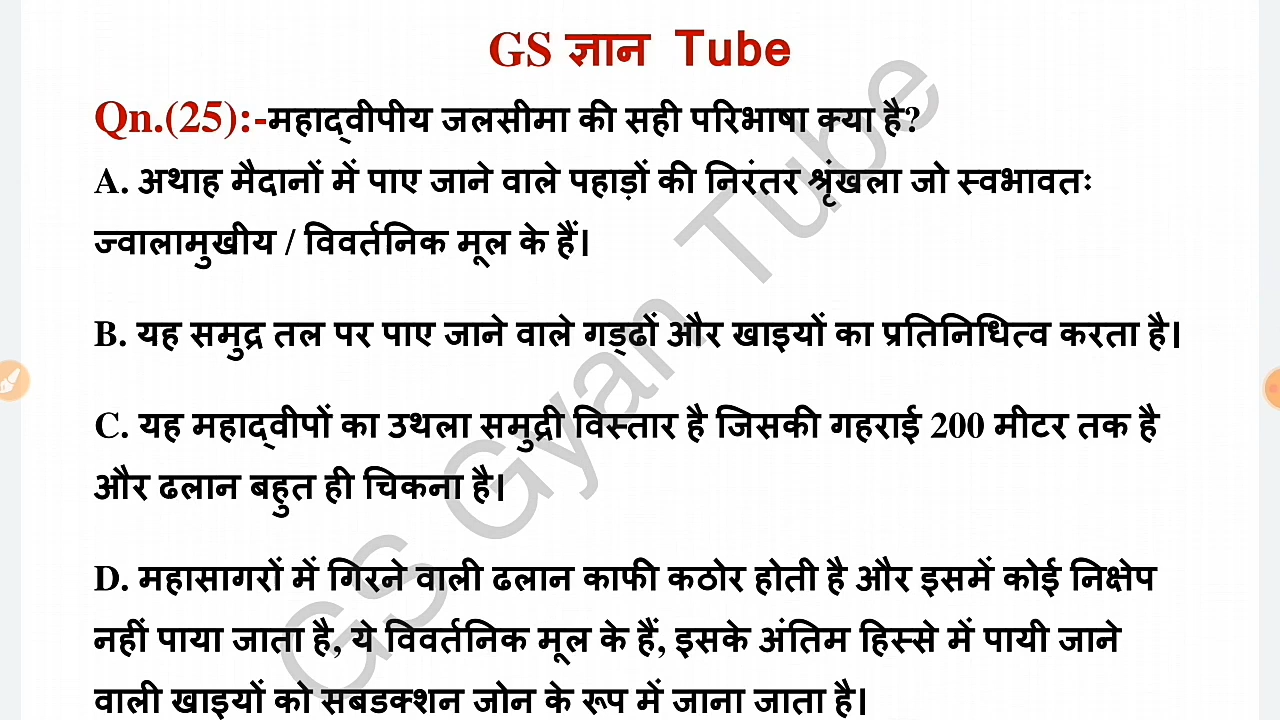 GS ज्ञान Tube
Qn.(25):-महाद्वीपीय जलसीमा की सही परिभाषा क्या है?
A. अथाह मैदानों में पाए जाने वाले पहाड़ों की निरंतर श्रृंखला जो स्वभावतः
ज्वालामुखीय / विवर्तनिक मूल के हैं।
B. यह समुद्र तल पर पाए जाने वाले गड्ढों और खाइयों का प्रतिनिधित्व करता है।
C. यह महाद्वीपों का उथला समुद्री विस्तार है जिसकी गहराई 200 मीटर तक है
और ढलान बहुत ही चिकना है।
D. महासागरों में गिरने वाली ढलान काफी कठोर होती है और इसमें कोई निक्षेप
नहीं पाया जाता है, ये विवर्तनिक मूल के हैं, इसके अंतिम हिस्से में पायी जाने
वाली खाइयों को सबडक्शन जोन के रूप में जाना जाता है।
GS Gyan Tube